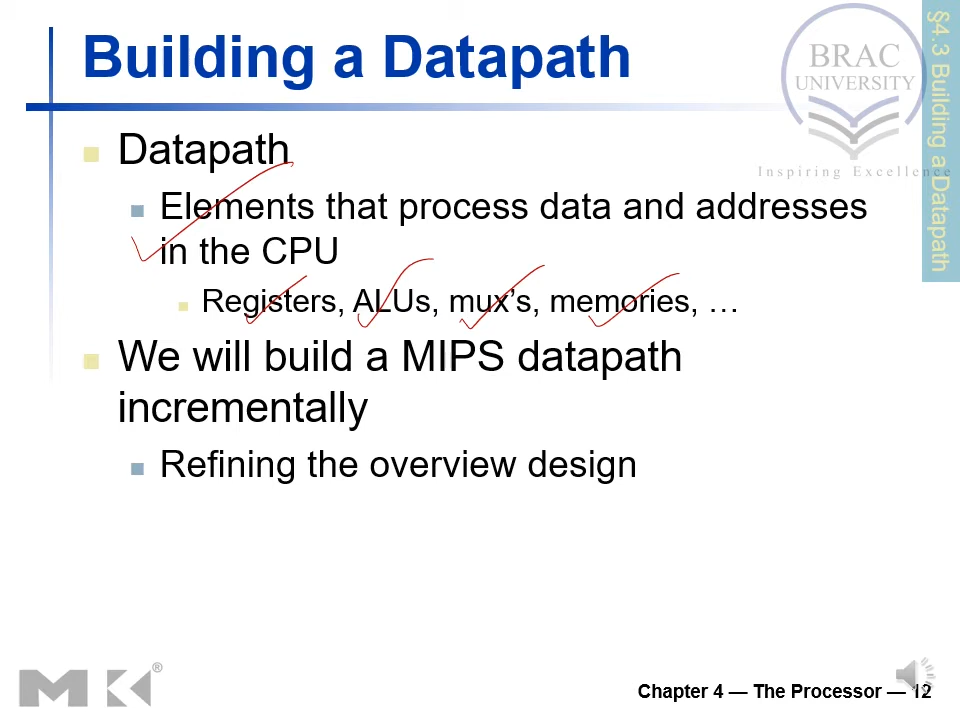 Building a Datapath
BRAC
UNIVERSITY
Inspiring Excellence
§4.3 Building a Datapath
Datapath
Elements that process data and addresses
in the CPU
Registers, ALUs, mux’s, memories, …
We will build a MIPS datapath
incrementally
Refining the overview design
MK®
Chapter 4 — The Processor — 12